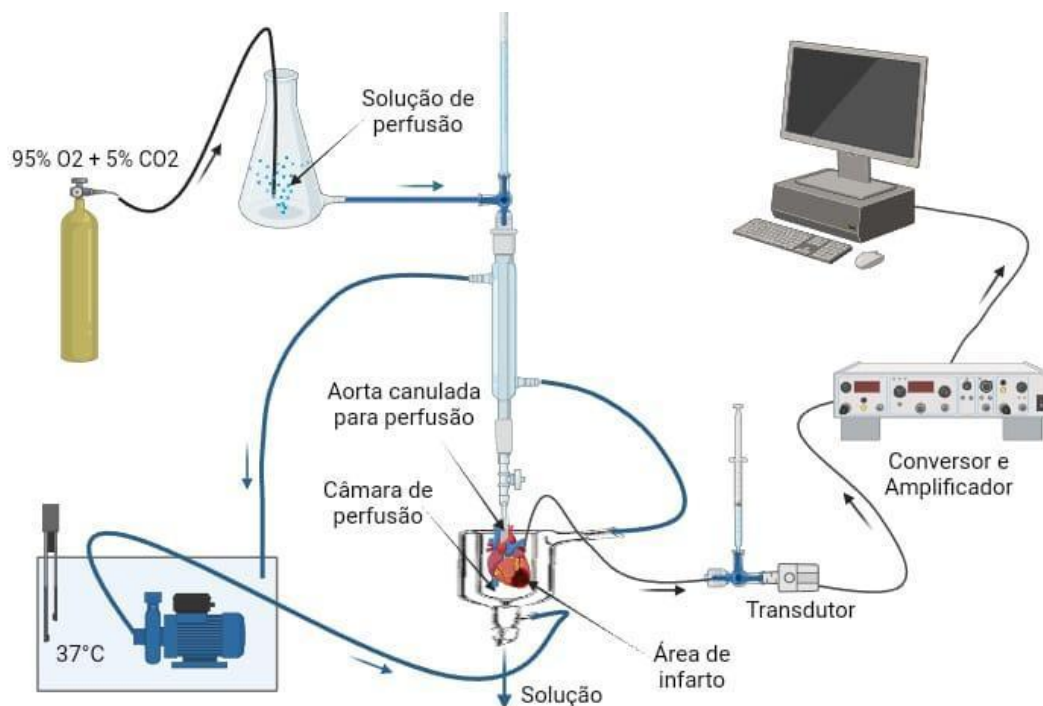 Solução de
perfusão
95% O2 + 5% CO2
Aorta canulada
para perfusão
Câmara de
perfusão
Conversor e
Amplificador
Transdutor
37°C
Área de
infarto
Solução